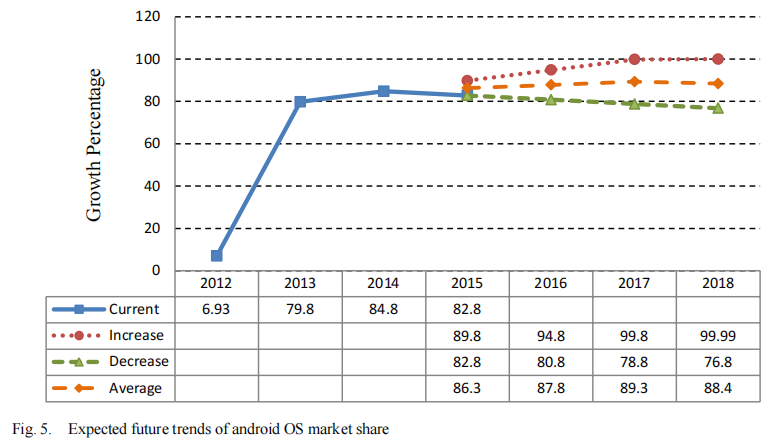 120
100
80
60
40
20
0
Growth Percentage
2012 2013 2014 2015 2016 2017 2018
Current 6.93 79.8 84.8 82.8
Increase 89.8 94.8 99.8 99.99
Decrease 82.8 80.8 78.8 76.8
Average 86.3 87.8 89.3 88.4
Fig. 5. Expected future trends of android OS market share